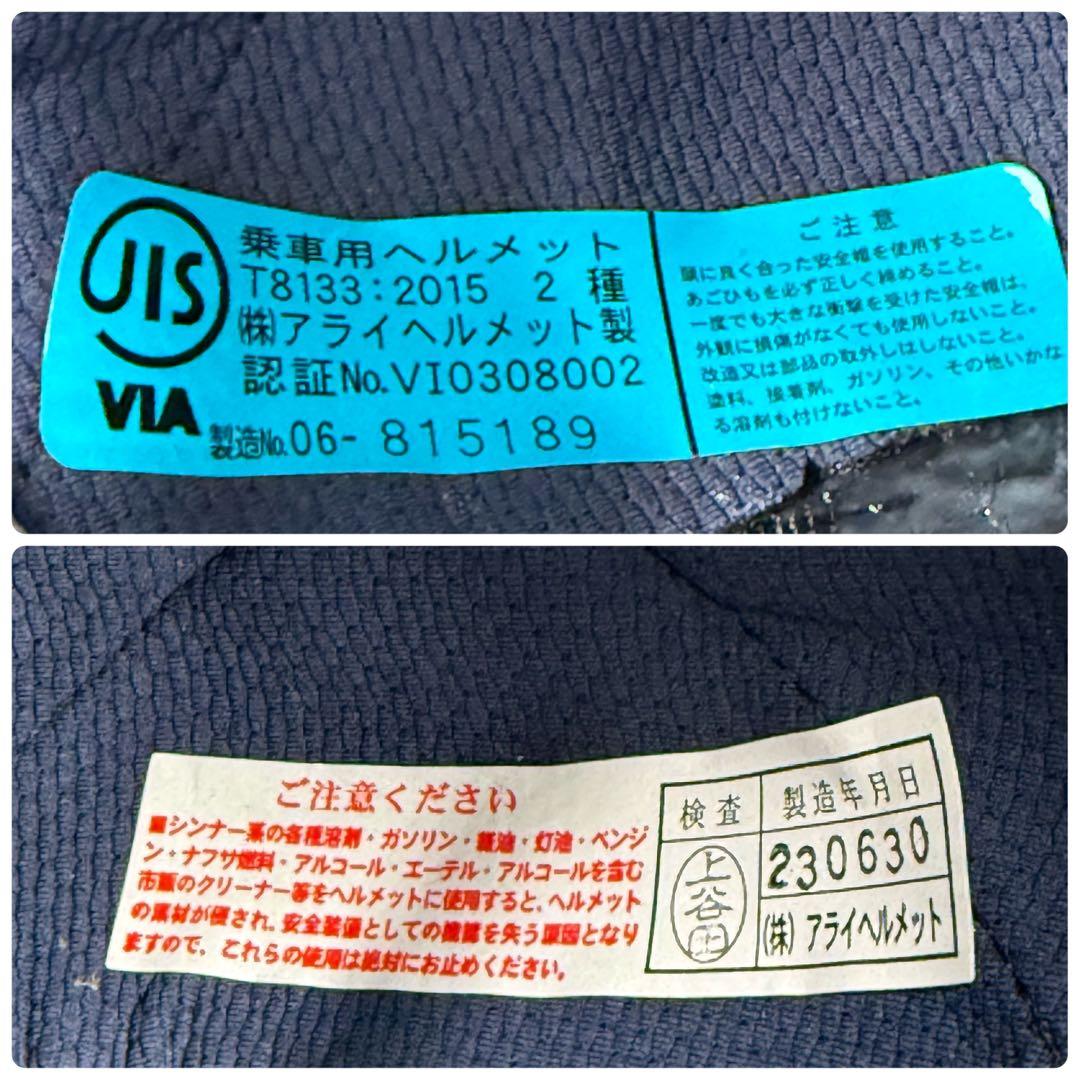 JIS
VIA
乗車用ヘルメット
T8133:2015 2 種
㈱アライヘルメット製
認証No.VI0308002
製造No.06- 815189
ご注意
頭に良く合った安全帽を使用すること。
あごひもを必ず正しく締めること。
一度でも大きな衝撃を受けた安全帽は、
外観に損傷がなくても使用しないこと。
改造又は部品の取外しはしないこと。
塗料、接着剤、ガソリン、その他いかな
る溶剤も付けないこと。
ご注意ください
■シンナー系の各種溶剤・ガソリン・軽油・灯油・ベンジ
ン・ナフサ燃料・アルコール・エーテル・アルコールを含む
市販のクリーナー等をヘルメットに使用すると、ヘルメット
の素材が侵され、安全装備としての機能を失う原因となり
ますので、これらの使用は絶対にお止めください。
検査
上谷
製造年月日
230630
(株) アライヘルメット